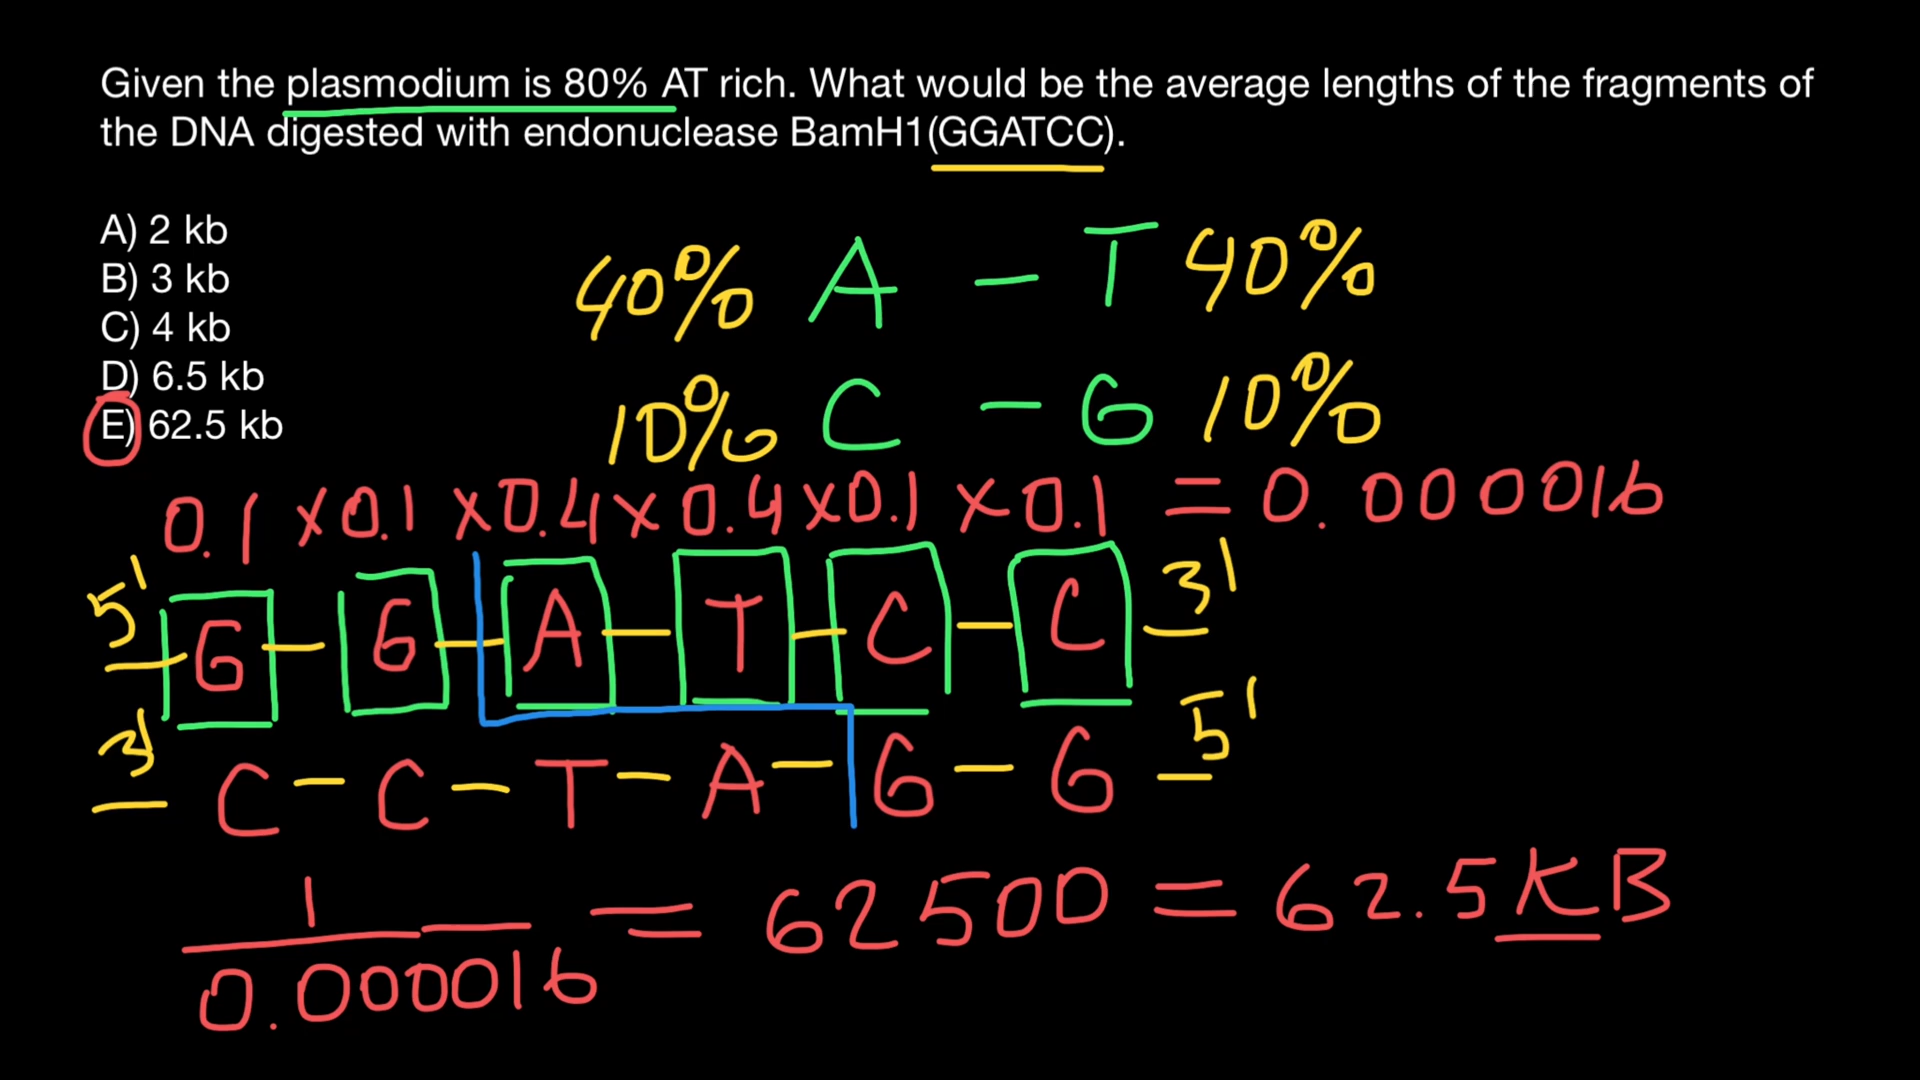 Given the plasmodium is 80% AT rich. What would be the average lengths of the fragments of
the DNA digested with endonuclease BamH1(GGATCC).
A) 2 kb
B) 3 kb
C) 4 kb
D) 6.5 kb
E) 62.5 kb
40% A - T 40%
10% C - G 10%
0.1 x 0.1 x 0.4 x 0.4 x 0.1 x 0.1 = 0.000016
5' - G - G - A - T - C - C - 3'
3' - C - C - T - A - G - G - 5'
1
0.000016
= 62500 = 62.5 KB